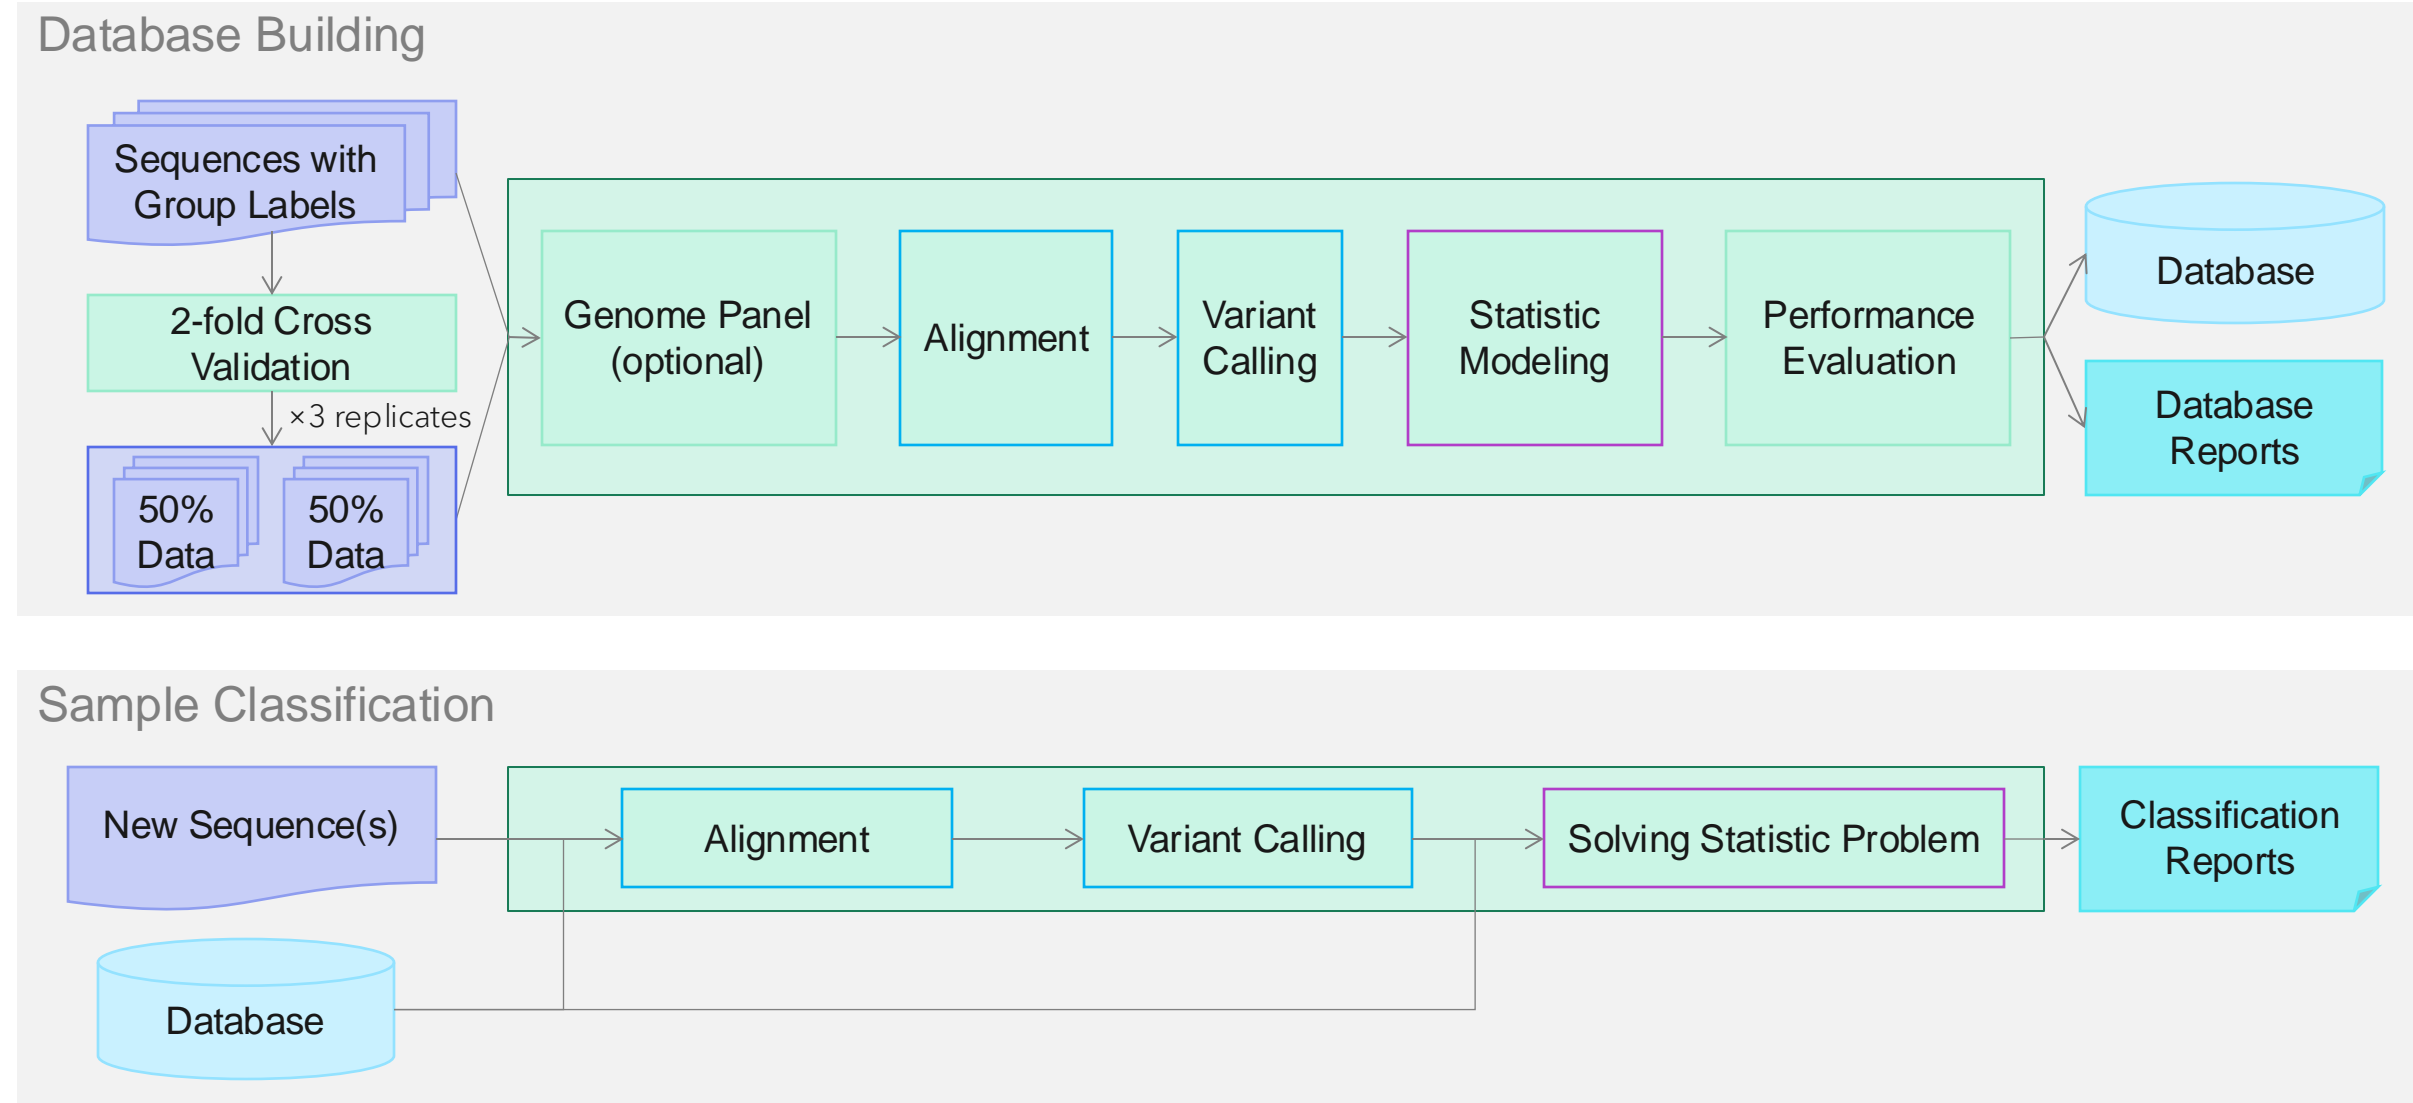 Database Building
Sequences with
Group Labels
2-fold Cross
Validation
×3 replicates
50%
Data
50%
Data
Genome Panel
(optional)
Alignment
Variant
Calling
Statistic
Modeling
Performance
Evaluation
Database
Database
Reports
Sample Classification
New Sequence(s)
Database
Alignment
Variant Calling
Solving Statistic Problem
Classification
Reports